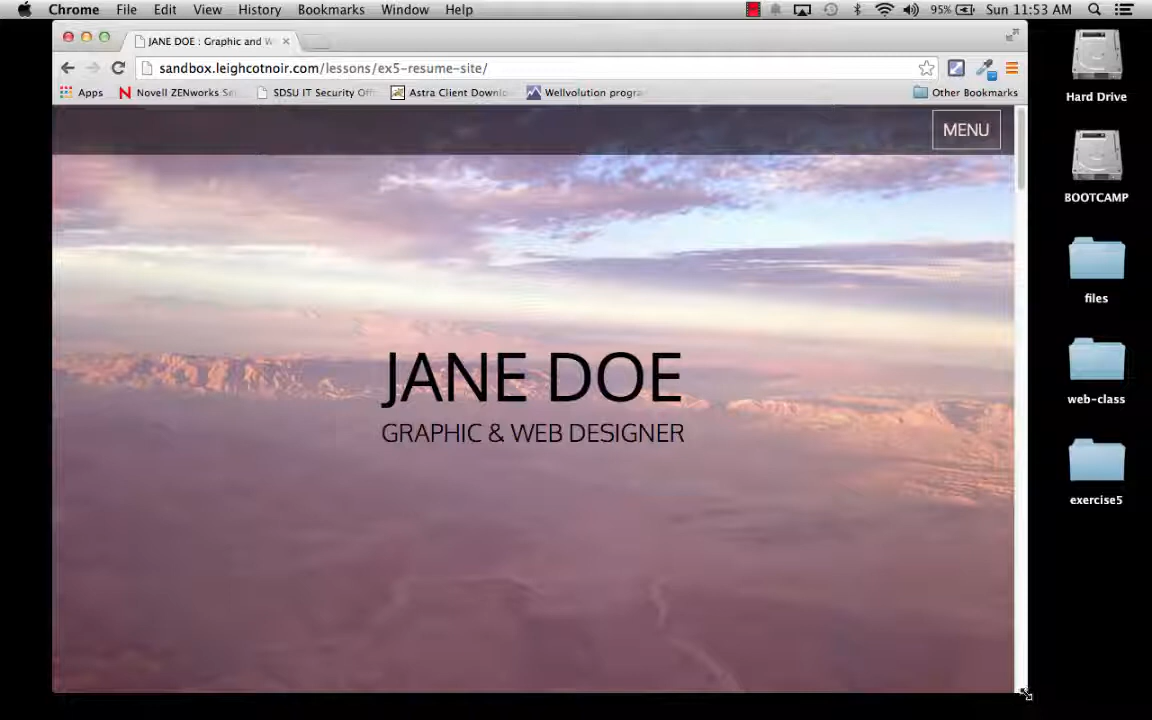 Chrome File Edit View History Bookmarks Window Help 95% Sun 11:53 AM
JANE DOE : Graphic and W
sandbox.leighcotnoir.com/lessons/ex5-resume-site/
Apps Novell ZENworks Se SDSU IT Security Off Astra Client Downlo Wellvolution progra Other Bookmarks
MENU
JANE DOE
GRAPHIC & WEB DESIGNER
Hard Drive
BOOTCAMP
files
web-class
exercise5